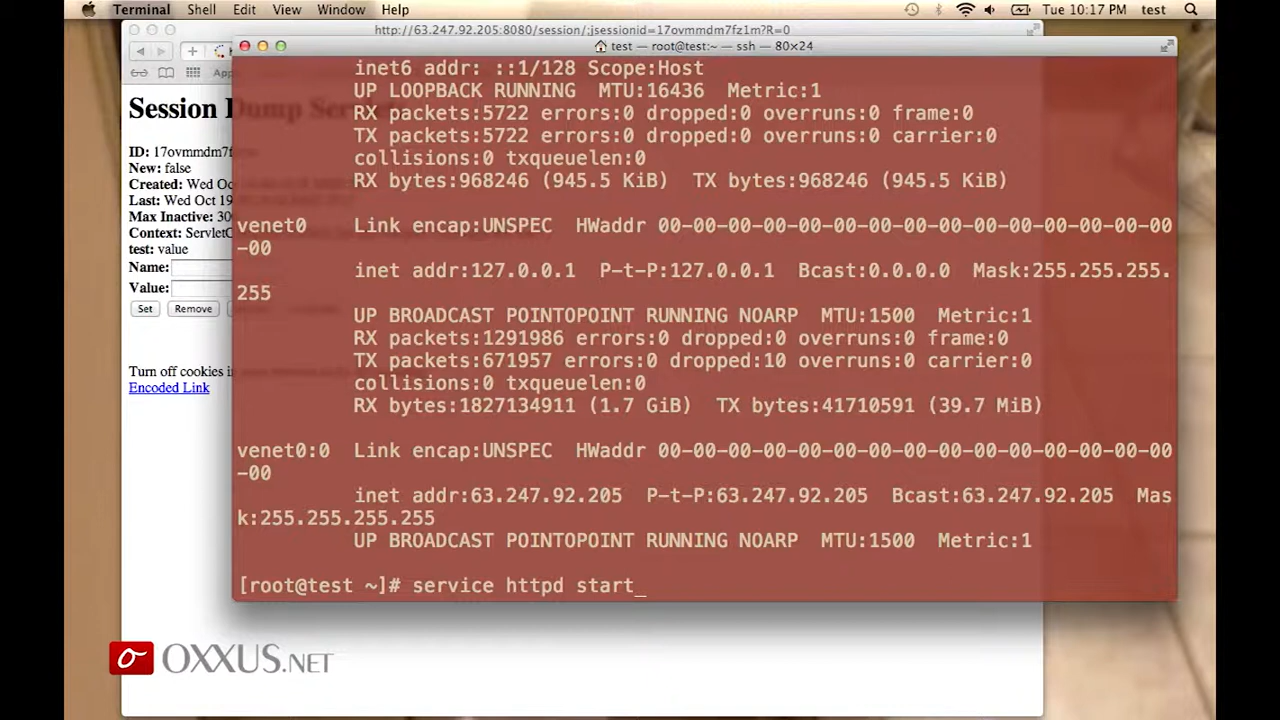 Terminal Shell Edit View Window Help Tue 10:17 PM test
http://63.247.92.205:8080/session/;jsessionid=17ovmmdm7fz1m?R=0
test — root@test:~ — ssh — 80×24
inet6 addr: ::1/128 Scope:Host
UP LOOPBACK RUNNING MTU:16436 Metric:1
RX packets:5722 errors:0 dropped:0 overruns:0 frame:0
TX packets:5722 errors:0 dropped:0 overruns:0 carrier:0
collisions:0 txqueuelen:0
RX bytes:968246 (945.5 KiB) TX bytes:968246 (945.5 KiB)
venet0 Link encap:UNSPEC HWaddr 00-00-00-00-00-00-00-00-00-00-00-00-00-00-00
-00
inet addr:127.0.0.1 P-t-P:127.0.0.1 Bcast:0.0.0.0 Mask:255.255.255.
255
UP BROADCAST POINTOPOINT RUNNING NOARP MTU:1500 Metric:1
RX packets:1291986 errors:0 dropped:0 overruns:0 frame:0
TX packets:671957 errors:0 dropped:10 overruns:0 carrier:0
collisions:0 txqueuelen:0
RX bytes:1827134911 (1.7 GiB) TX bytes:41710591 (39.7 MiB)
venet0:0 Link encap:UNSPEC HWaddr 00-00-00-00-00-00-00-00-00-00-00-00-00-00-00
-00
inet addr:63.247.92.205 P-t-P:63.247.92.205 Bcast:63.247.92.205 Mas
k:255.255.255.255
UP BROADCAST POINTOPOINT RUNNING NOARP MTU:1500 Metric:1
[root@test ~]# service httpd start_
Session Dump Servlet
ID: 17ovmmdm7
New: false
Created: Wed Oc
Last: Wed Oct 19
Max Inactive: 30
Context: ServletC
test: value
Name:
Value:
Set Remove
Turn off cookies i
Encoded Link
OXXUS.NET